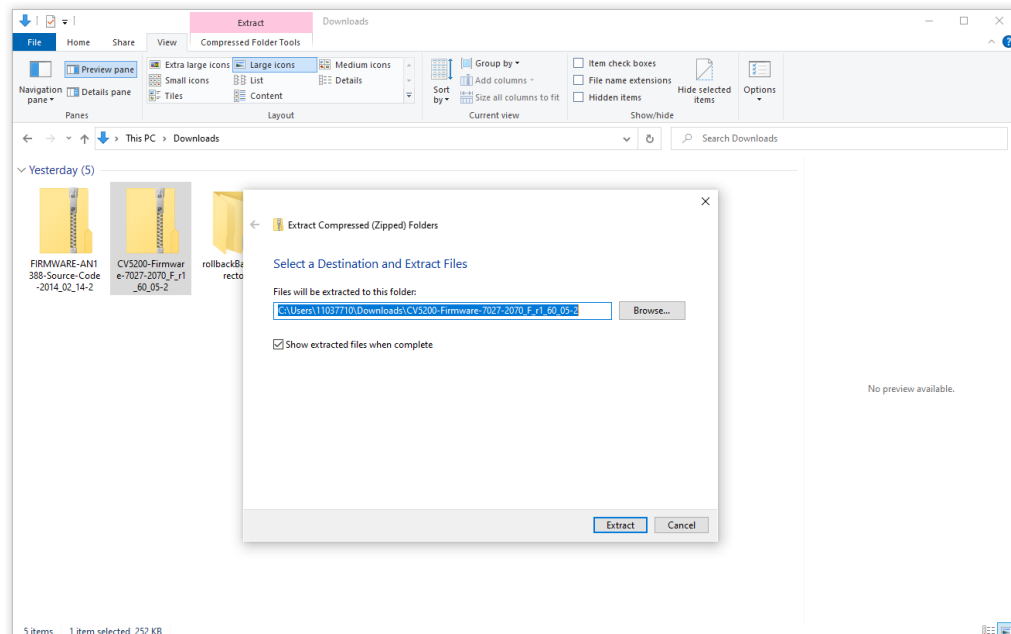 Extract
Downloads
File
Home
Share
View
Compressed Folder Tools
Navigation
pane
Preview pane
Details pane
Panes
Extra large icons
Large icons
Medium icons
Small icons
List
Details
Tiles
Content
Layout
Sort
by
Group by
Add columns
Size all columns to fit
Current view
Item check boxes
File name extensions
Hidden items
Hide selected
items
Show/hide
Options
This PC > Downloads
Search Downloads
Yesterday (5)
FIRMWARE-AN1
388-Source-Code
-2014_02_14-2
CV5200-Firmwar
e-7027-2070_F_r1
_60_05-2
rollbackBa
recto
Extract Compressed (Zipped) Folders
Select a Destination and Extract Files
Files will be extracted to this folder:
C:\Users\11037710\Downloads\CV5200-Firmware-7027-2070_F_r1_60_05-2
Browse...
Show extracted files when complete
No preview available.
Extract
Cancel
5 items
1 item selected 252 KB